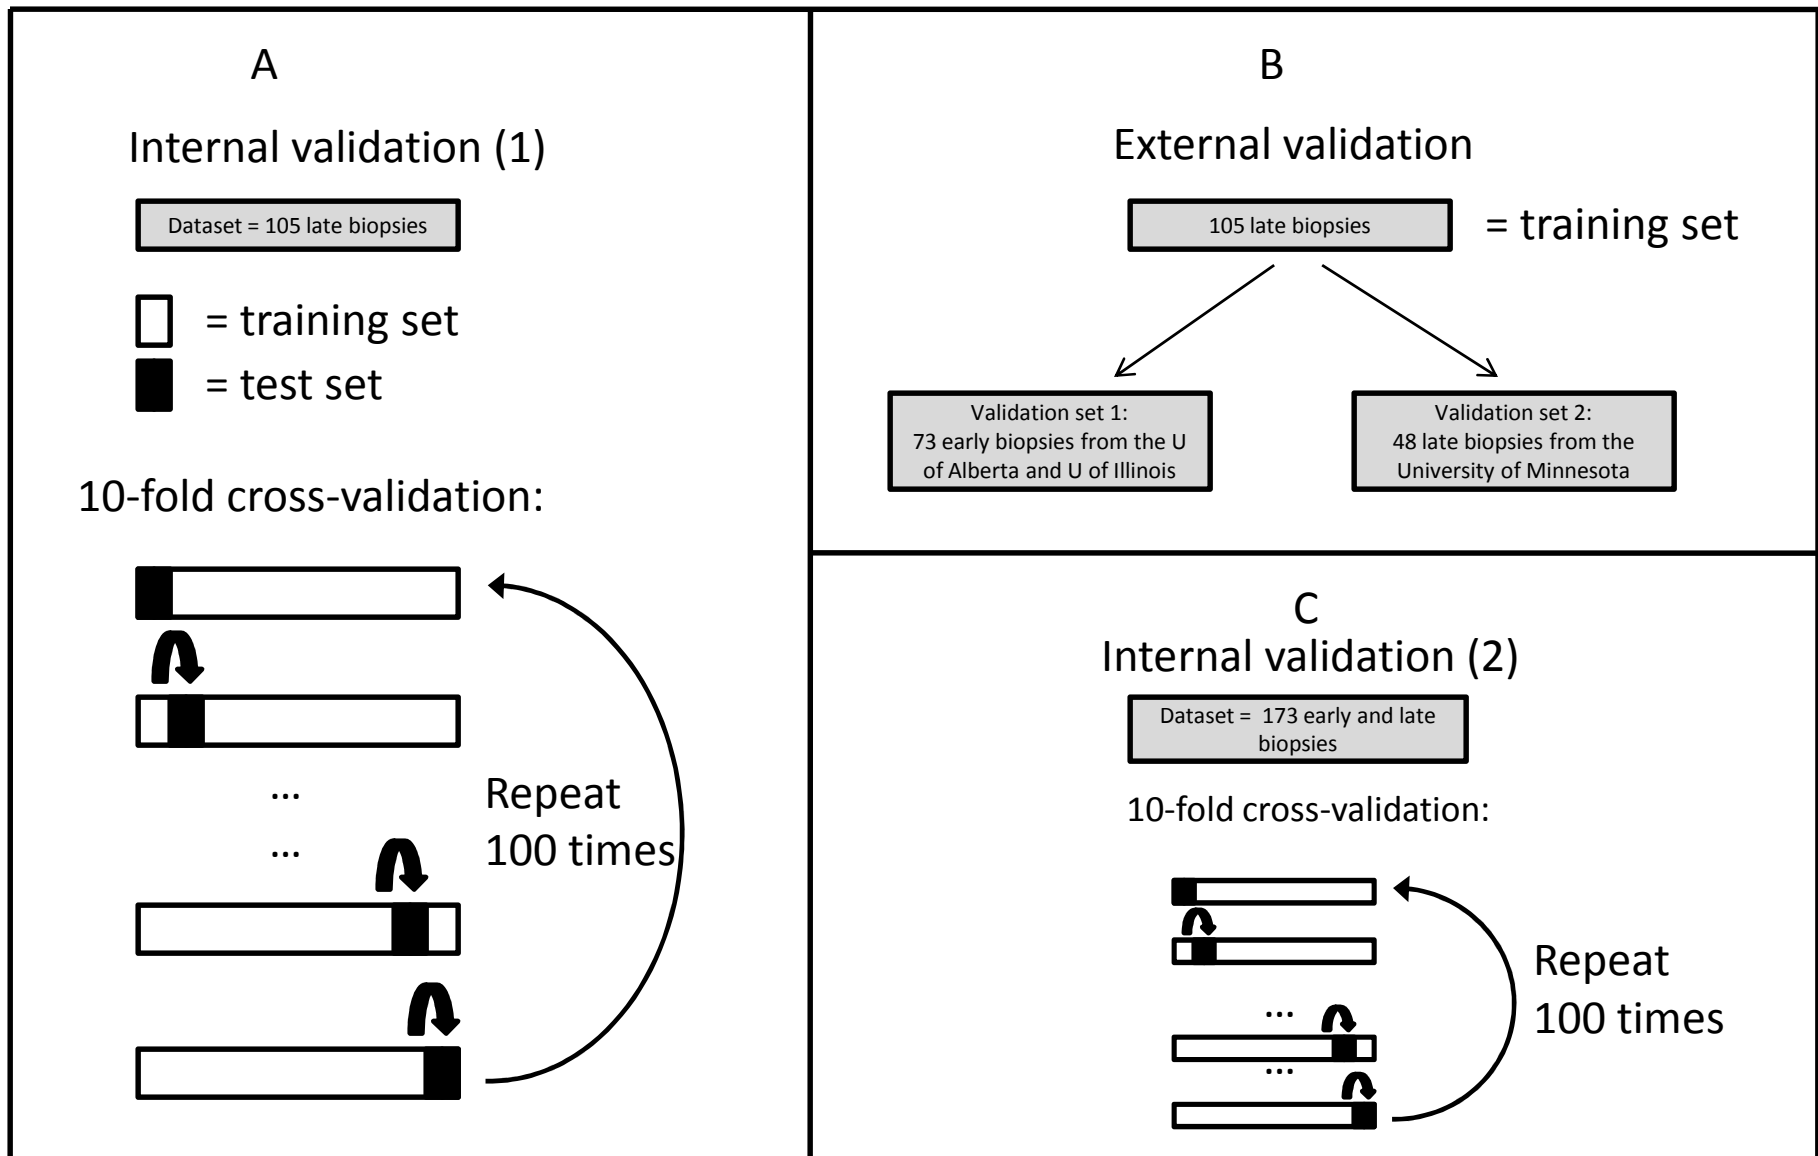 A
Internal validation (1)
Dataset = 105 late biopsies
= training set
= test set
10-fold cross-validation:
...
...
Repeat
100 times
B
External validation
105 late biopsies
= training set
Validation set 1:
73 early biopsies from the U
of Alberta and U of Illinois
Validation set 2:
48 late biopsies from the
University of Minnesota
C
Internal validation (2)
Dataset = 173 early and late
biopsies
10-fold cross-validation:
...
...
Repeat
100 times